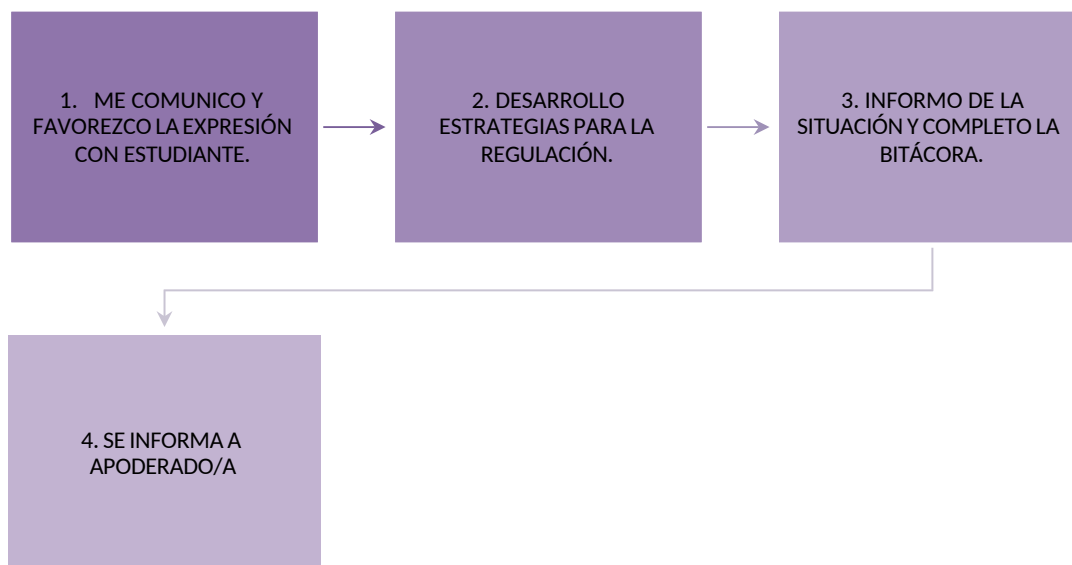 1. ME COMUNICO Y
FAVOREZCO LA EXPRESIÓN
CON ESTUDIANTE.
2. DESARROLLO
ESTRATEGIAS PARA LA
REGULACIÓN.
3. INFORMO DE LA
SITUACIÓN Y COMPLETO LA
BITÁCORA.
4. SE INFORMA A
APODERADO/A